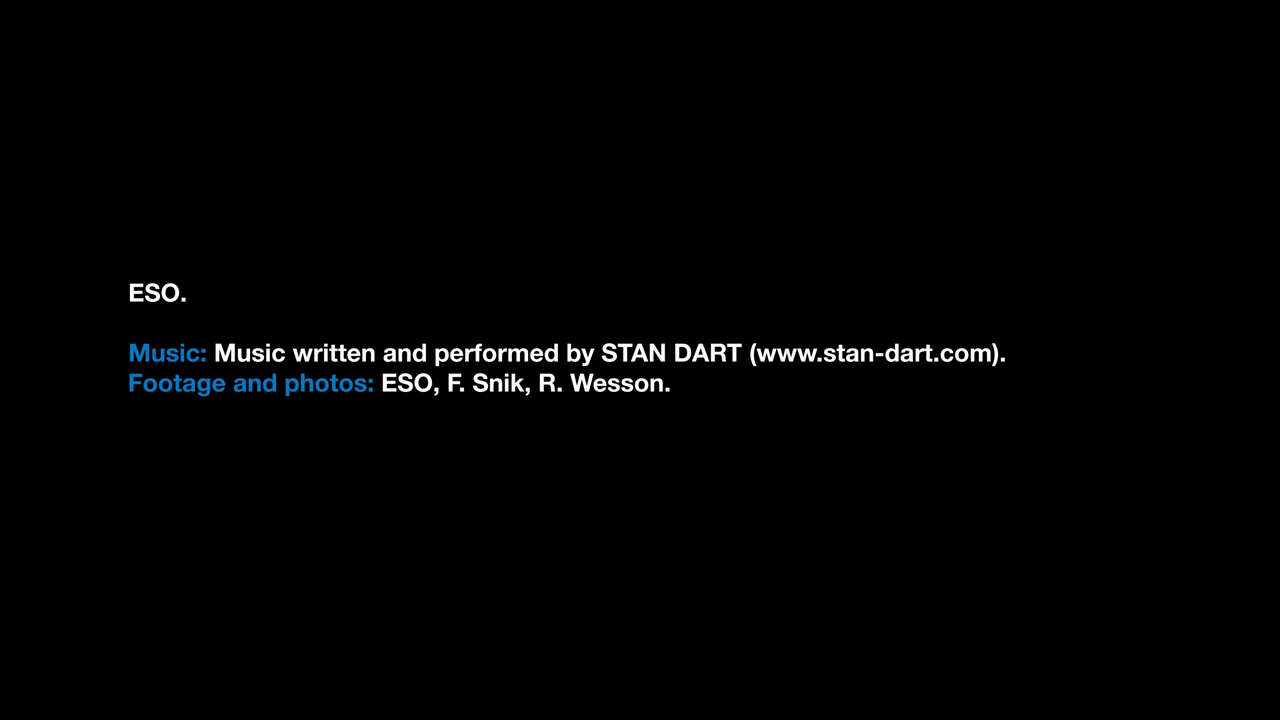 ESO.
Music: Music written and performed by STAN DART (www.stan-dart.com).
Footage and photos: ESO, F. Snik, R. Wesson.